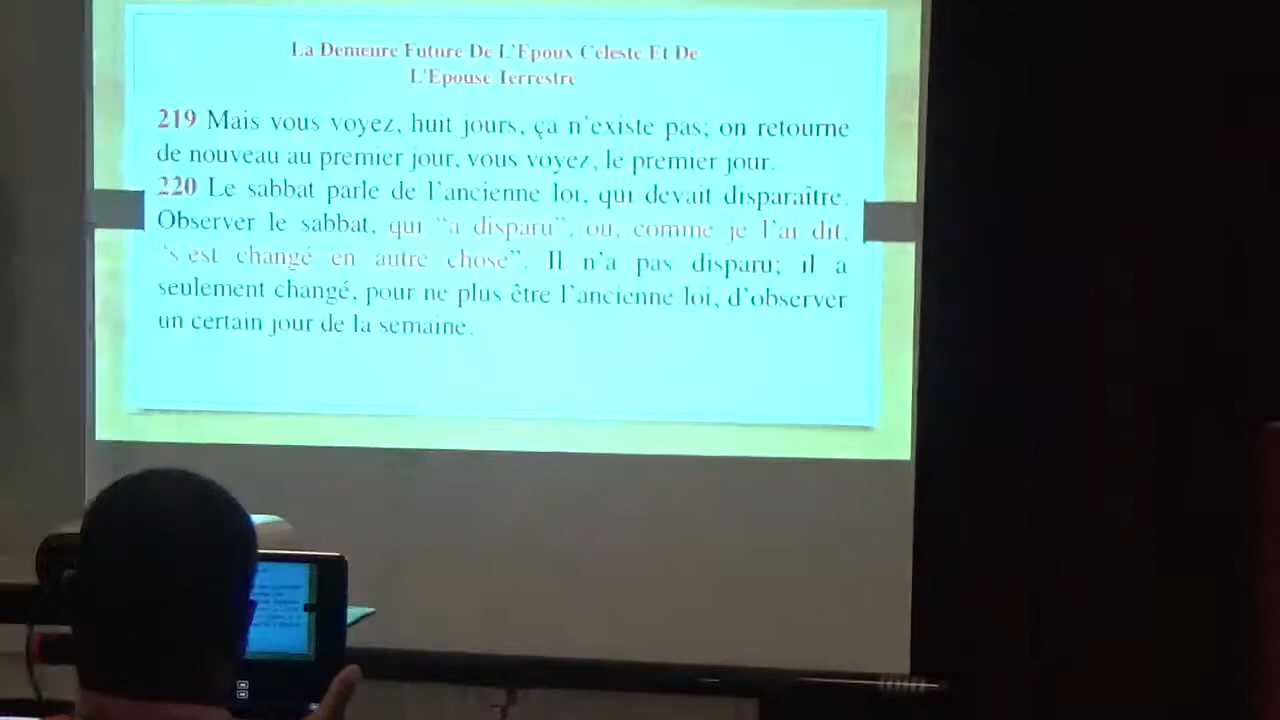 La Demeure Future De L'Epoux Celeste Et De
L'Epouse Terrestre
219 Mais vous voyez, huit jours, ça n'existe pas; on retourne
de nouveau au premier jour, vous voyez, le premier jour.
220 Le sabbat parle de l'ancienne loi, qui devait disparaître.
Observer le sabbat, qui “a disparu”, ou, comme je l'ai dit,
“s'est changé en autre chose”. Il n'a pas disparu; il a
seulement changé, pour ne plus être l'ancienne loi, d'observer
un certain jour de la semaine.